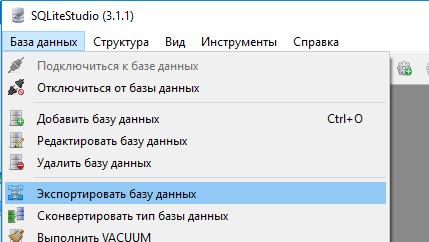 SQLiteStudio (3.1.1)
База данных Структура Вид Инструменты Справка
Подключиться к базе данных
Отключиться от базы данных
Добавить базу данных Ctrl+O
Редактировать базу данных
Удалить базу данных
Экспортировать базу данных
Сконвертировать тип базы данных
Выполнить VACUUM